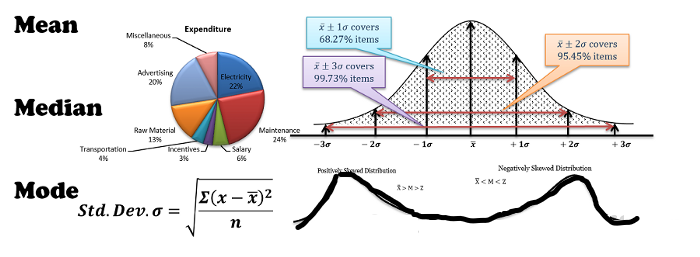 Mean
Median
Mode
Expenditure
Miscellaneous
8%
Advertising
20%
Electricity
22%
Raw Material
13%
Maintenance
24%
Transportation
4%
Incentives
3%
Salary
6%
x̄ ± 1σ covers
68.27% items
x̄ ± 2σ covers
95.45% items
x̄ ± 3σ covers
99.73% items
−3σ −2σ −1σ x̄ +1σ +2σ +3σ
Std. Dev. σ = √(Σ(x − x̄)² / n)
Positively Skewed Distribution
X̄ > M > Z
Negatively Skewed Distribution
X̄ < M < Z